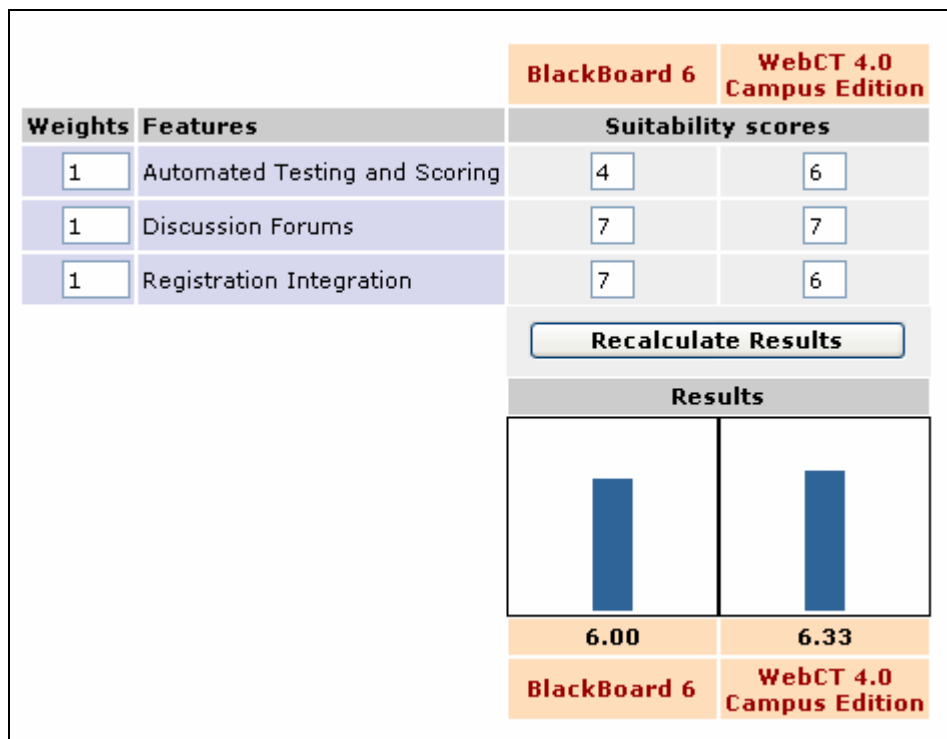 BlackBoard 6
WebCT 4.0
Campus Edition
Weights Features Suitability scores
1 Automated Testing and Scoring 4 6
1 Discussion Forums 7 7
1 Registration Integration 7 6
Recalculate Results
Results
6.00 6.33
BlackBoard 6
WebCT 4.0
Campus Edition